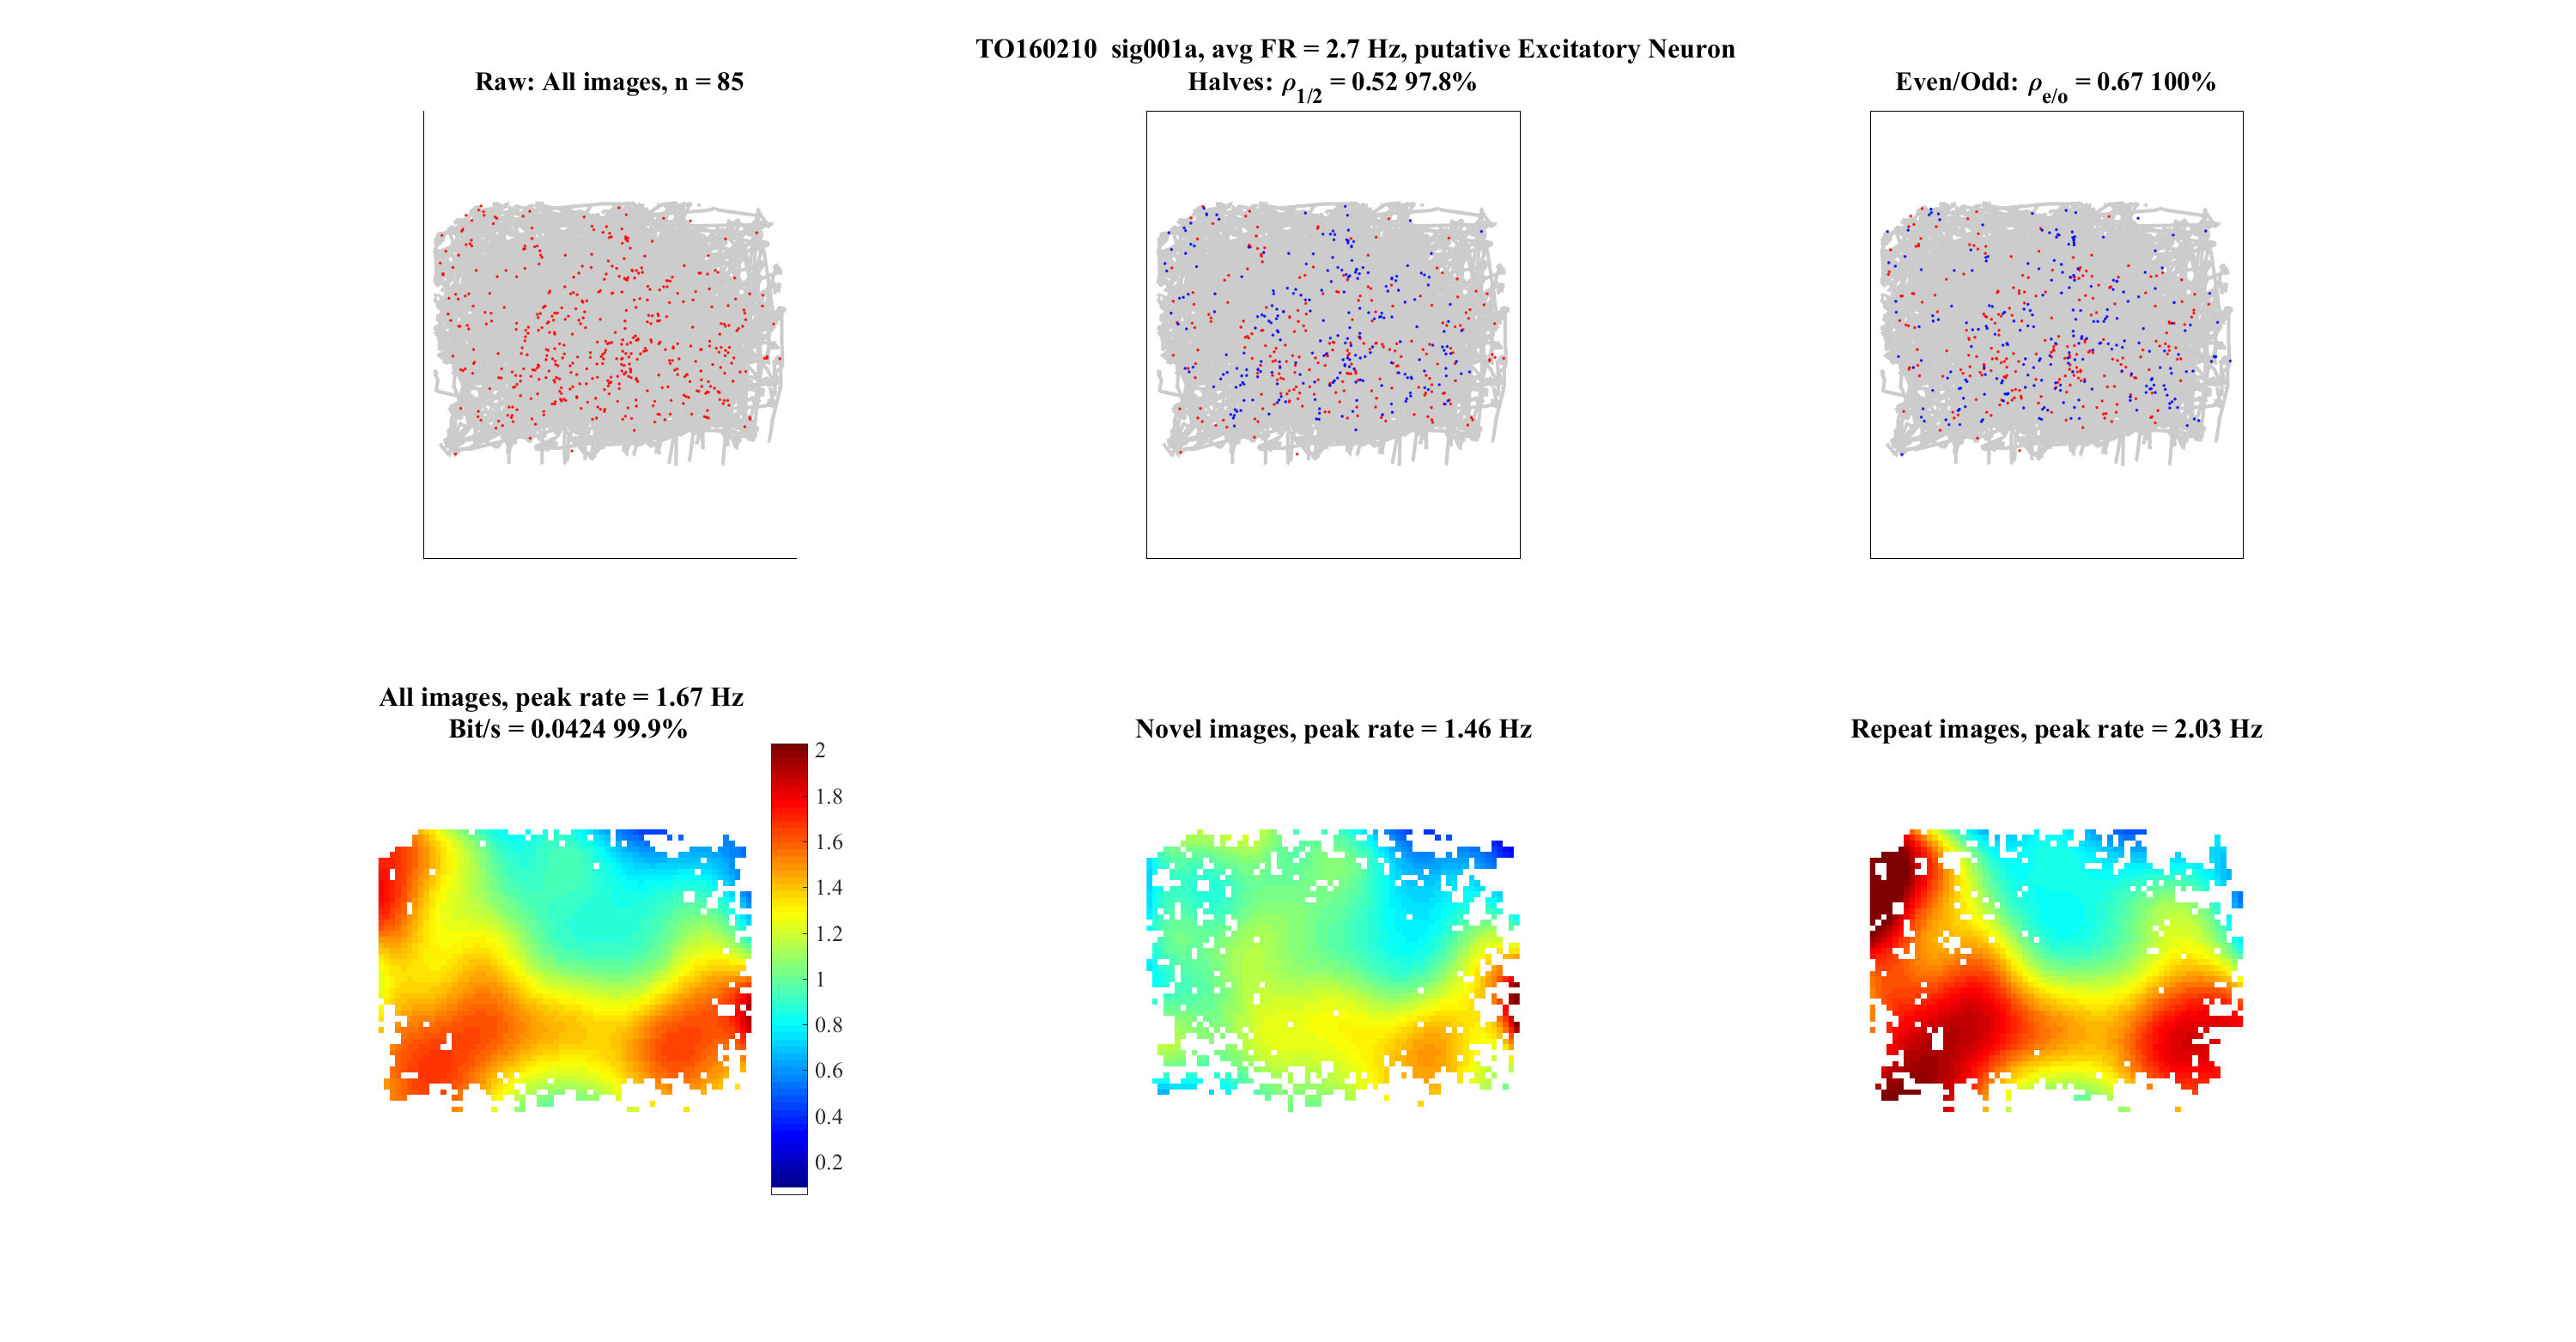 TO160210 sig001a, avg FR = 2.7 Hz, putative Excitatory Neuron
Raw: All images, n = 85
Halves: ρ1/2 = 0.52 97.8%
Even/Odd: ρe/o = 0.67 100%
All images, peak rate = 1.67 Hz
Bit/s = 0.0424 99.9%
Novel images, peak rate = 1.46 Hz
Repeat images, peak rate = 2.03 Hz
2
1.8
1.6
1.4
1.2
1
0.8
0.6
0.4
0.2